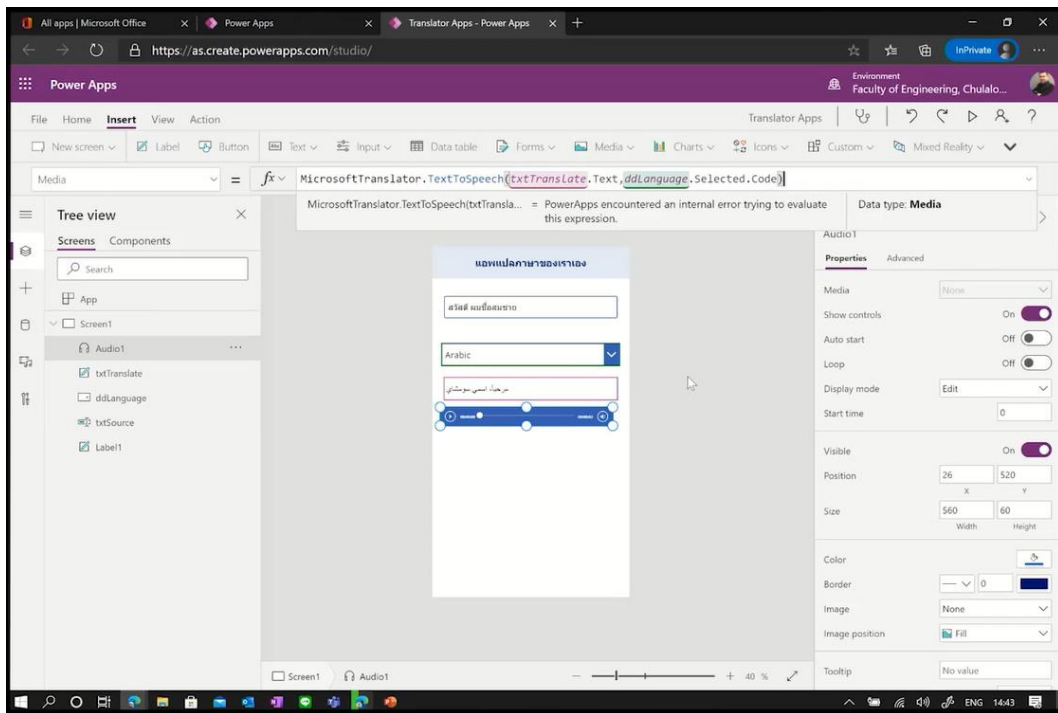 All apps | Microsoft Office
Power Apps
Translator Apps - Power Apps
https://as.create.powerapps.com/studio/
InPrivate
Power Apps
Environment
Faculty of Engineering, Chulalo...
File Home Insert View Action
Translator Apps
New screen Label Button Text Input Data table Forms Media Charts Icons Custom Mixed Reality
Media = fx MicrosoftTranslator.TextToSpeech(txtTranslate.Text,ddLanguage.Selected.Code)
MicrosoftTranslator.TextToSpeech(txtTransla... = PowerApps encountered an internal error trying to evaluate this expression.
Data type: Media
Tree view
Screens Components
Search
App
Screen1
Audio1
txtTranslate
ddLanguage
txtSource
Label1
แอพแปลภาษาของเราเอง
สวัสดี ผมชื่อสมชาย
Arabic
مرحبا، اسمي سومتشاي
Audio1
Properties Advanced
Media None
Show controls On
Auto start Off
Loop Off
Display mode Edit
Start time 0
Visible On
Position 26 520
X Y
Size 560 60
Width Height
Color
Border 0
Image None
Image position Fill
Tooltip No value
Screen1 Audio1
40 %
ENG 14:43